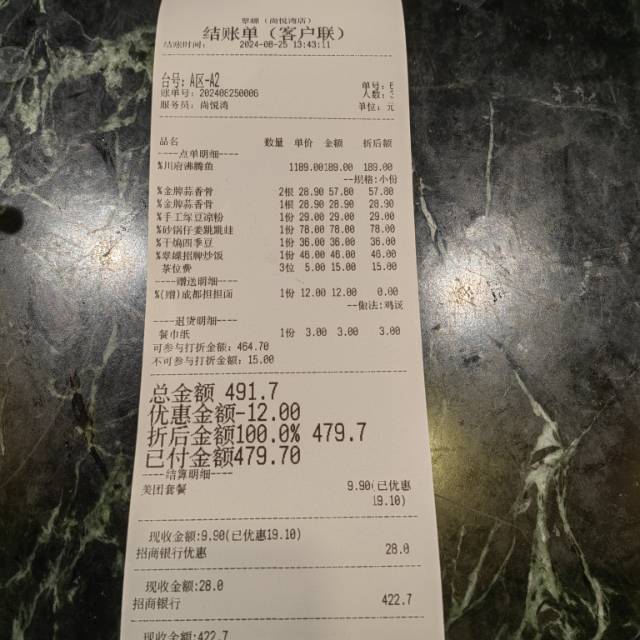 翠嶂（尚悦湾店）
结账单（客户联）
结账时间： 2024-08-25 13:43:11
台号：A区-A2
账单号：202408250006 单号：
人数：
服务员：尚悦湾 单位：元
品名 数量 单价 金额 折后额
----点单明细----
%川府沸腾鱼 1189.00189.00 189.00
--规格:小份
%金牌蒜香骨 2根 28.90 57.80 57.80
%金牌蒜香骨 1根 28.90 28.90 28.90
%手工军豆凉粉 1份 29.00 29.00 29.00
%砂锅仔姜跳跳蛙 1份 78.00 78.00 78.00
%干煸四季豆 1份 36.00 36.00 36.00
%翠嶂招牌炒饭 1份 46.00 46.00 46.00
茶位费 3位 5.00 15.00 15.00
----赠送明细----
%(赠)成都担担面 1份 12.00 12.00 0.00
--做法:鸡汤
----退货明细----
餐巾纸 1份 3.00 3.00 3.00
可参与打折金额：464.70
不可参与打折金额：15.00
总金额 491.7
优惠金额-12.00
折后金额100.0% 479.7
已付金额479.70
----结算明细----
美团套餐 9.90(已优惠
19.10)
现收金额:9.90(已优惠19.10)
招商银行优惠 28.0
现收金额:28.0
招商银行 422.7
现收金额:422.7